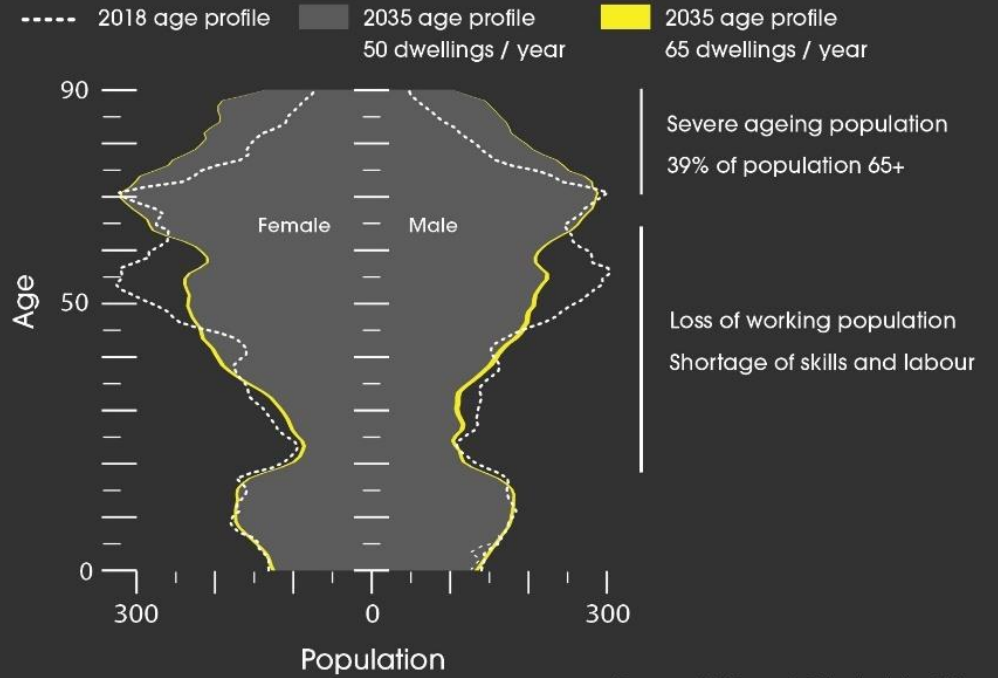 2018 age profile
2035 age profile
50 dwellings / year
2035 age profile
65 dwellings / year
90
Severe ageing population
39% of population 65+
Female
Male
Age
50
Loss of working population
Shortage of skills and labour
0
300
0
300
Population